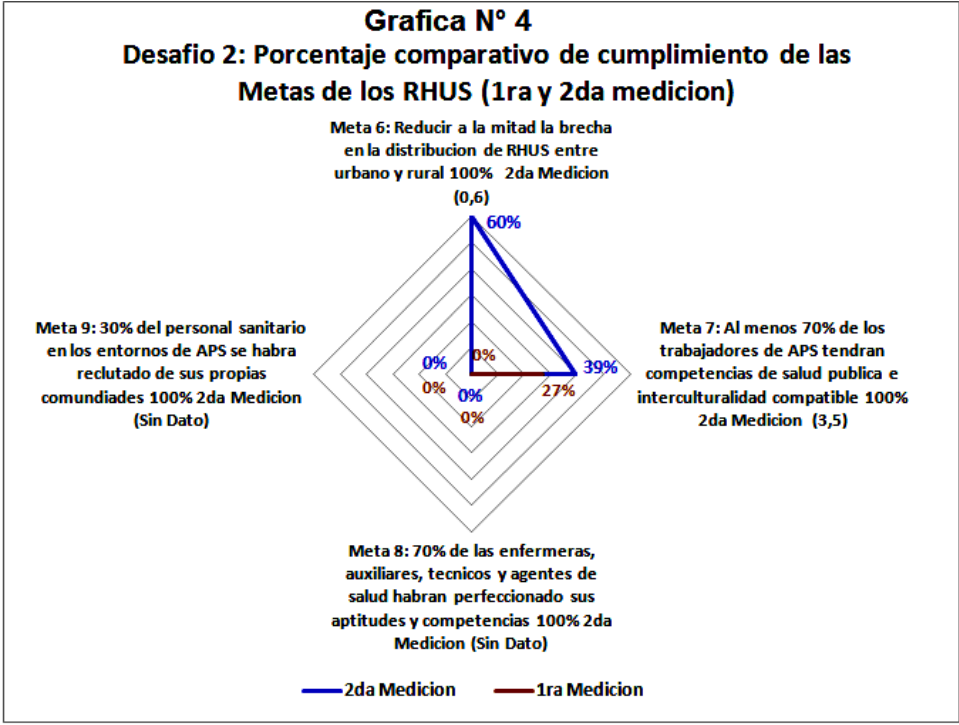 Grafica N° 4
Desafio 2: Porcentaje comparativo de cumplimiento de las
Metas de los RHUS (1ra y 2da medicion)
Meta 6: Reducir a la mitad la brecha
en la distribucion de RHUS entre
urbano y rural 100% 2da Medicion
(0,6)
60%
Meta 9: 30% del personal sanitario
en los entornos de APS se habra
reclutado de sus propias
comundiades 100% 2da Medicion
(Sin Dato)
0%
0%
0%
0%
0%
39%
27%
Meta 7: Al menos 70% de los
trabajadores de APS tendran
competencias de salud publica e
interculturalidad compatible 100%
2da Medicion (3,5)
Meta 8: 70% de las enfermeras,
auxiliares, tecnicos y agentes de
salud habran perfeccionado sus
aptitudes y competencias 100% 2da
Medicion (Sin Dato)
2da Medicion
1ra Medicion